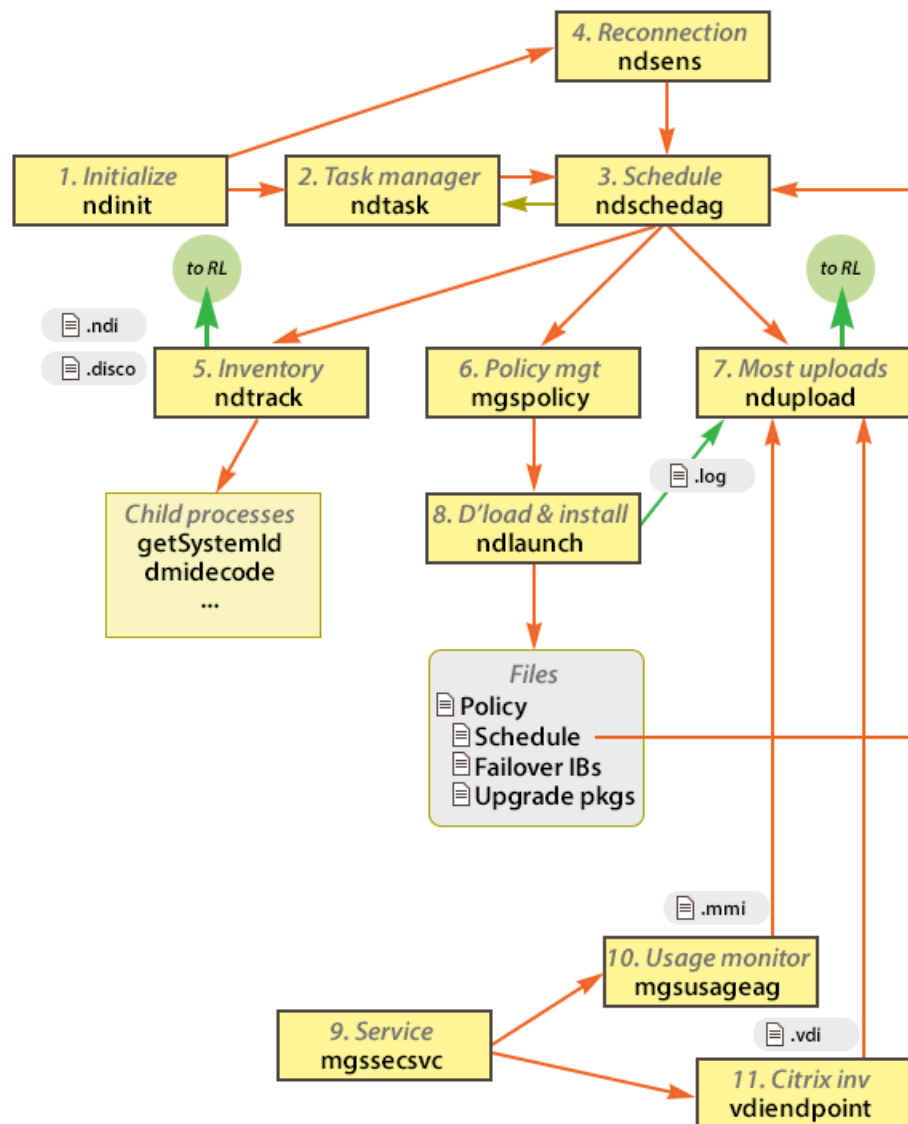 4. Reconnection
ndsens
1. Initialize
ndinit
2. Task manager
ndtask
3. Schedule
ndschedag
to RL
to RL
.ndi
.disco
5. Inventory
ndtrack
6. Policy mgt
mgspolicy
7. Most uploads
ndupload
.log
Child processes
getSystemId
dmidecode
...
8. D'load & install
ndlaunch
Files
Policy
Schedule
Failover IBs
Upgrade pkgs
.mmi
10. Usage monitor
mgsusageag
9. Service
mgssecsvc
.vdi
11. Citrix inv
vdiendpoint